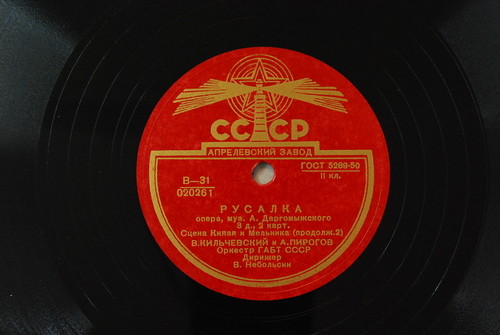 СССР
АПРЕЛЕВСКИЙ ЗАВОД
ГОСТ 5289-50
В—31
II кл.
020261
РУСАЛКА
опера, муз. А. Даргомыжского
3 д., 2 карт.
Сцена Князя и Мельника (продолж.2)
В.КИЛЬЧЕВСКИЙ и А.ПИРОГОВ
Оркестр ГАБТ СССР
Дирижер
В. Небольсин